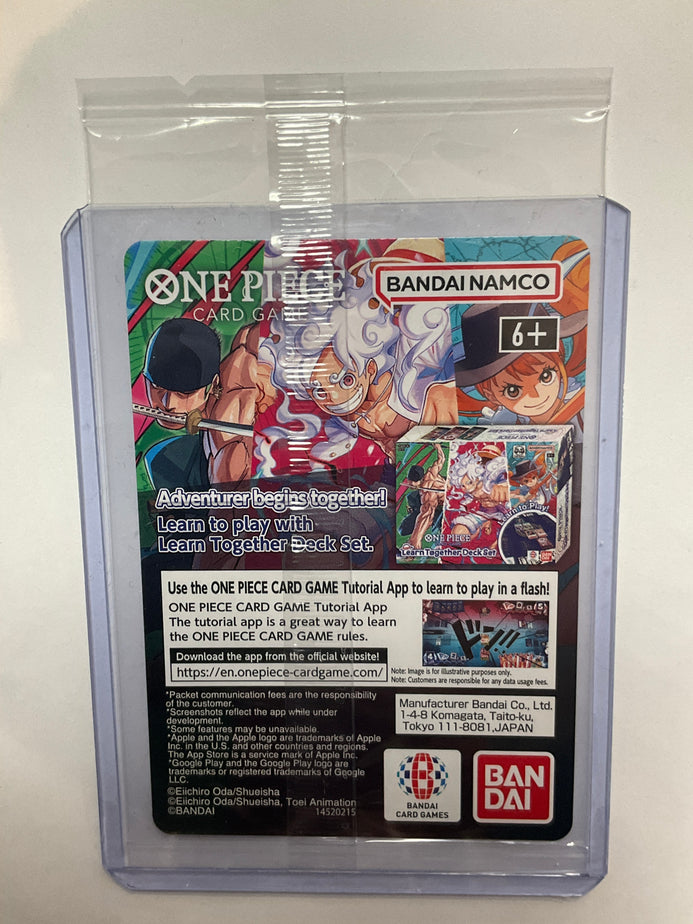 ONE PIECE
CARD GAME
BANDAI NAMCO
6+
Adventurer begins together!
Learn to play with
Learn Together Deck Set.
ONE PIECE
Learn Together Deck Set
Learn to Play!
Use the ONE PIECE CARD GAME Tutorial App to learn to play in a flash!
ONE PIECE CARD GAME Tutorial App
The tutorial app is a great way to learn
the ONE PIECE CARD GAME rules.
Download the app from the official website!
https://en.onepiece-cardgame.com/
ドン!!
Note: Image is for illustrative purposes only.
Note: Customers are responsible for any data usage fees.
*Packet communication fees are the responsibility
of the customer.
*Screenshots reflect the app while under
development.
*Some features may be unavailable.
*Apple and the Apple logo are trademarks of Apple
Inc. in the U.S. and other countries and regions.
The App Store is a service mark of Apple Inc.
*Google Play and the Google Play logo are
trademarks or registered trademarks of Google
LLC.
©Eiichiro Oda/Shueisha
©Eiichiro Oda/Shueisha, Toei Animation
©BANDAI
14520215
Manufacturer Bandai Co., Ltd.
1-4-8 Komagata, Taito-ku,
Tokyo 111-8081,JAPAN
B
BANDAI
CARD GAMES
BAN
DAI